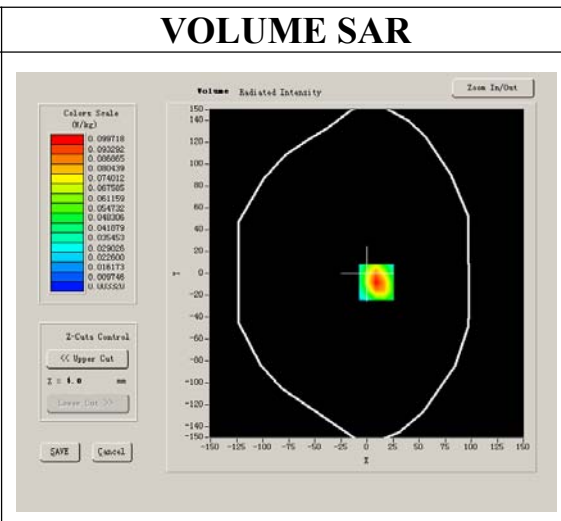 VOLUME SAR
Volume Radiated Intensity
Zoom In/Out
Colors Scale
(W/kg)
0.099718
0.093292
0.086865
0.080439
0.074012
0.067585
0.061159
0.054732
0.048306
0.041879
0.035453
0.029026
0.022600
0.016173
0.009746
Z-Cuts Control
<< Upper Cut
Z = 4.0 mm
Lower Cut >>
SAVE Cancel
150
140
120
100
80
60
40
20
0
Y
-20
-40
-60
-80
-100
-120
-140
-150
-150 -125 -100 -75 -50 -25 0 25 50 75 100 125 150
X